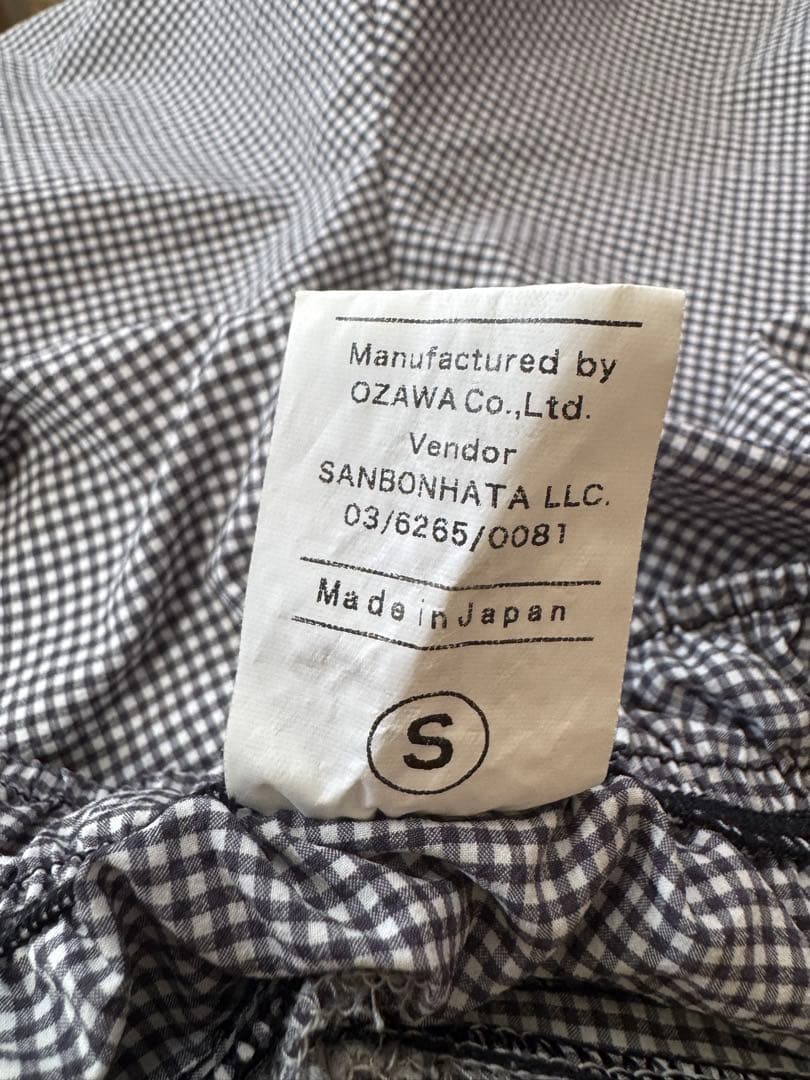 Manufactured by
OZAWA Co.,Ltd.
Vendor
SANBONHATA LLC.
03/6265/0081
Made in Japan
S